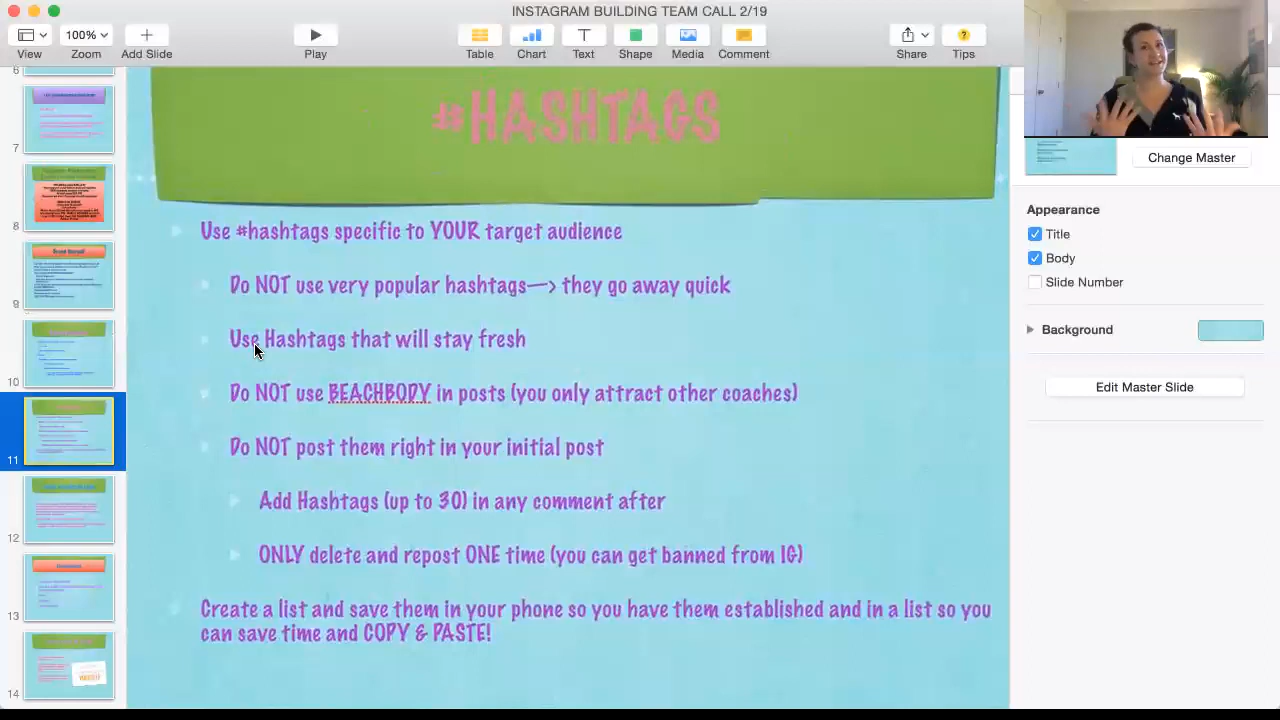 INSTAGRAM BUILDING TEAM CALL 2/19
100%
View
Zoom
Add Slide
Play
Table
Chart
Text
Shape
Media
Comment
Share
Tips
6
7
8
9
10
11
12
13
14
#HASHTAGS
Use #hashtags specific to YOUR target audience
Do NOT use very popular hashtags—> they go away quick
Use Hashtags that will stay fresh
Do NOT use BEACHBODY in posts (you only attract other coaches)
Do NOT post them right in your initial post
Add Hashtags (up to 30) in any comment after
ONLY delete and repost ONE time (you can get banned from IG)
Create a list and save them in your phone so you have them established and in a list so you
can save time and COPY & PASTE!
Change Master
Appearance
Title
Body
Slide Number
Background
Edit Master Slide